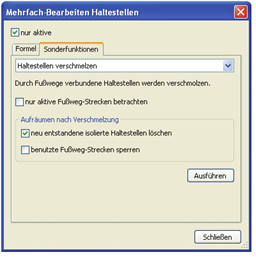 Mehrfach-Bearbeiten Haltestellen
nur aktive
Formel Sonderfunktionen
Haltestellen verschmelzen
Durch Fußwege verbundene Haltestellen werden verschmolzen.
nur aktive Fußweg-Strecken betrachten
Aufräumen nach Verschmelzung
neu entstandene isolierte Haltestellen löschen
benutzte Fußweg-Strecken sperren
Ausführen
Schließen